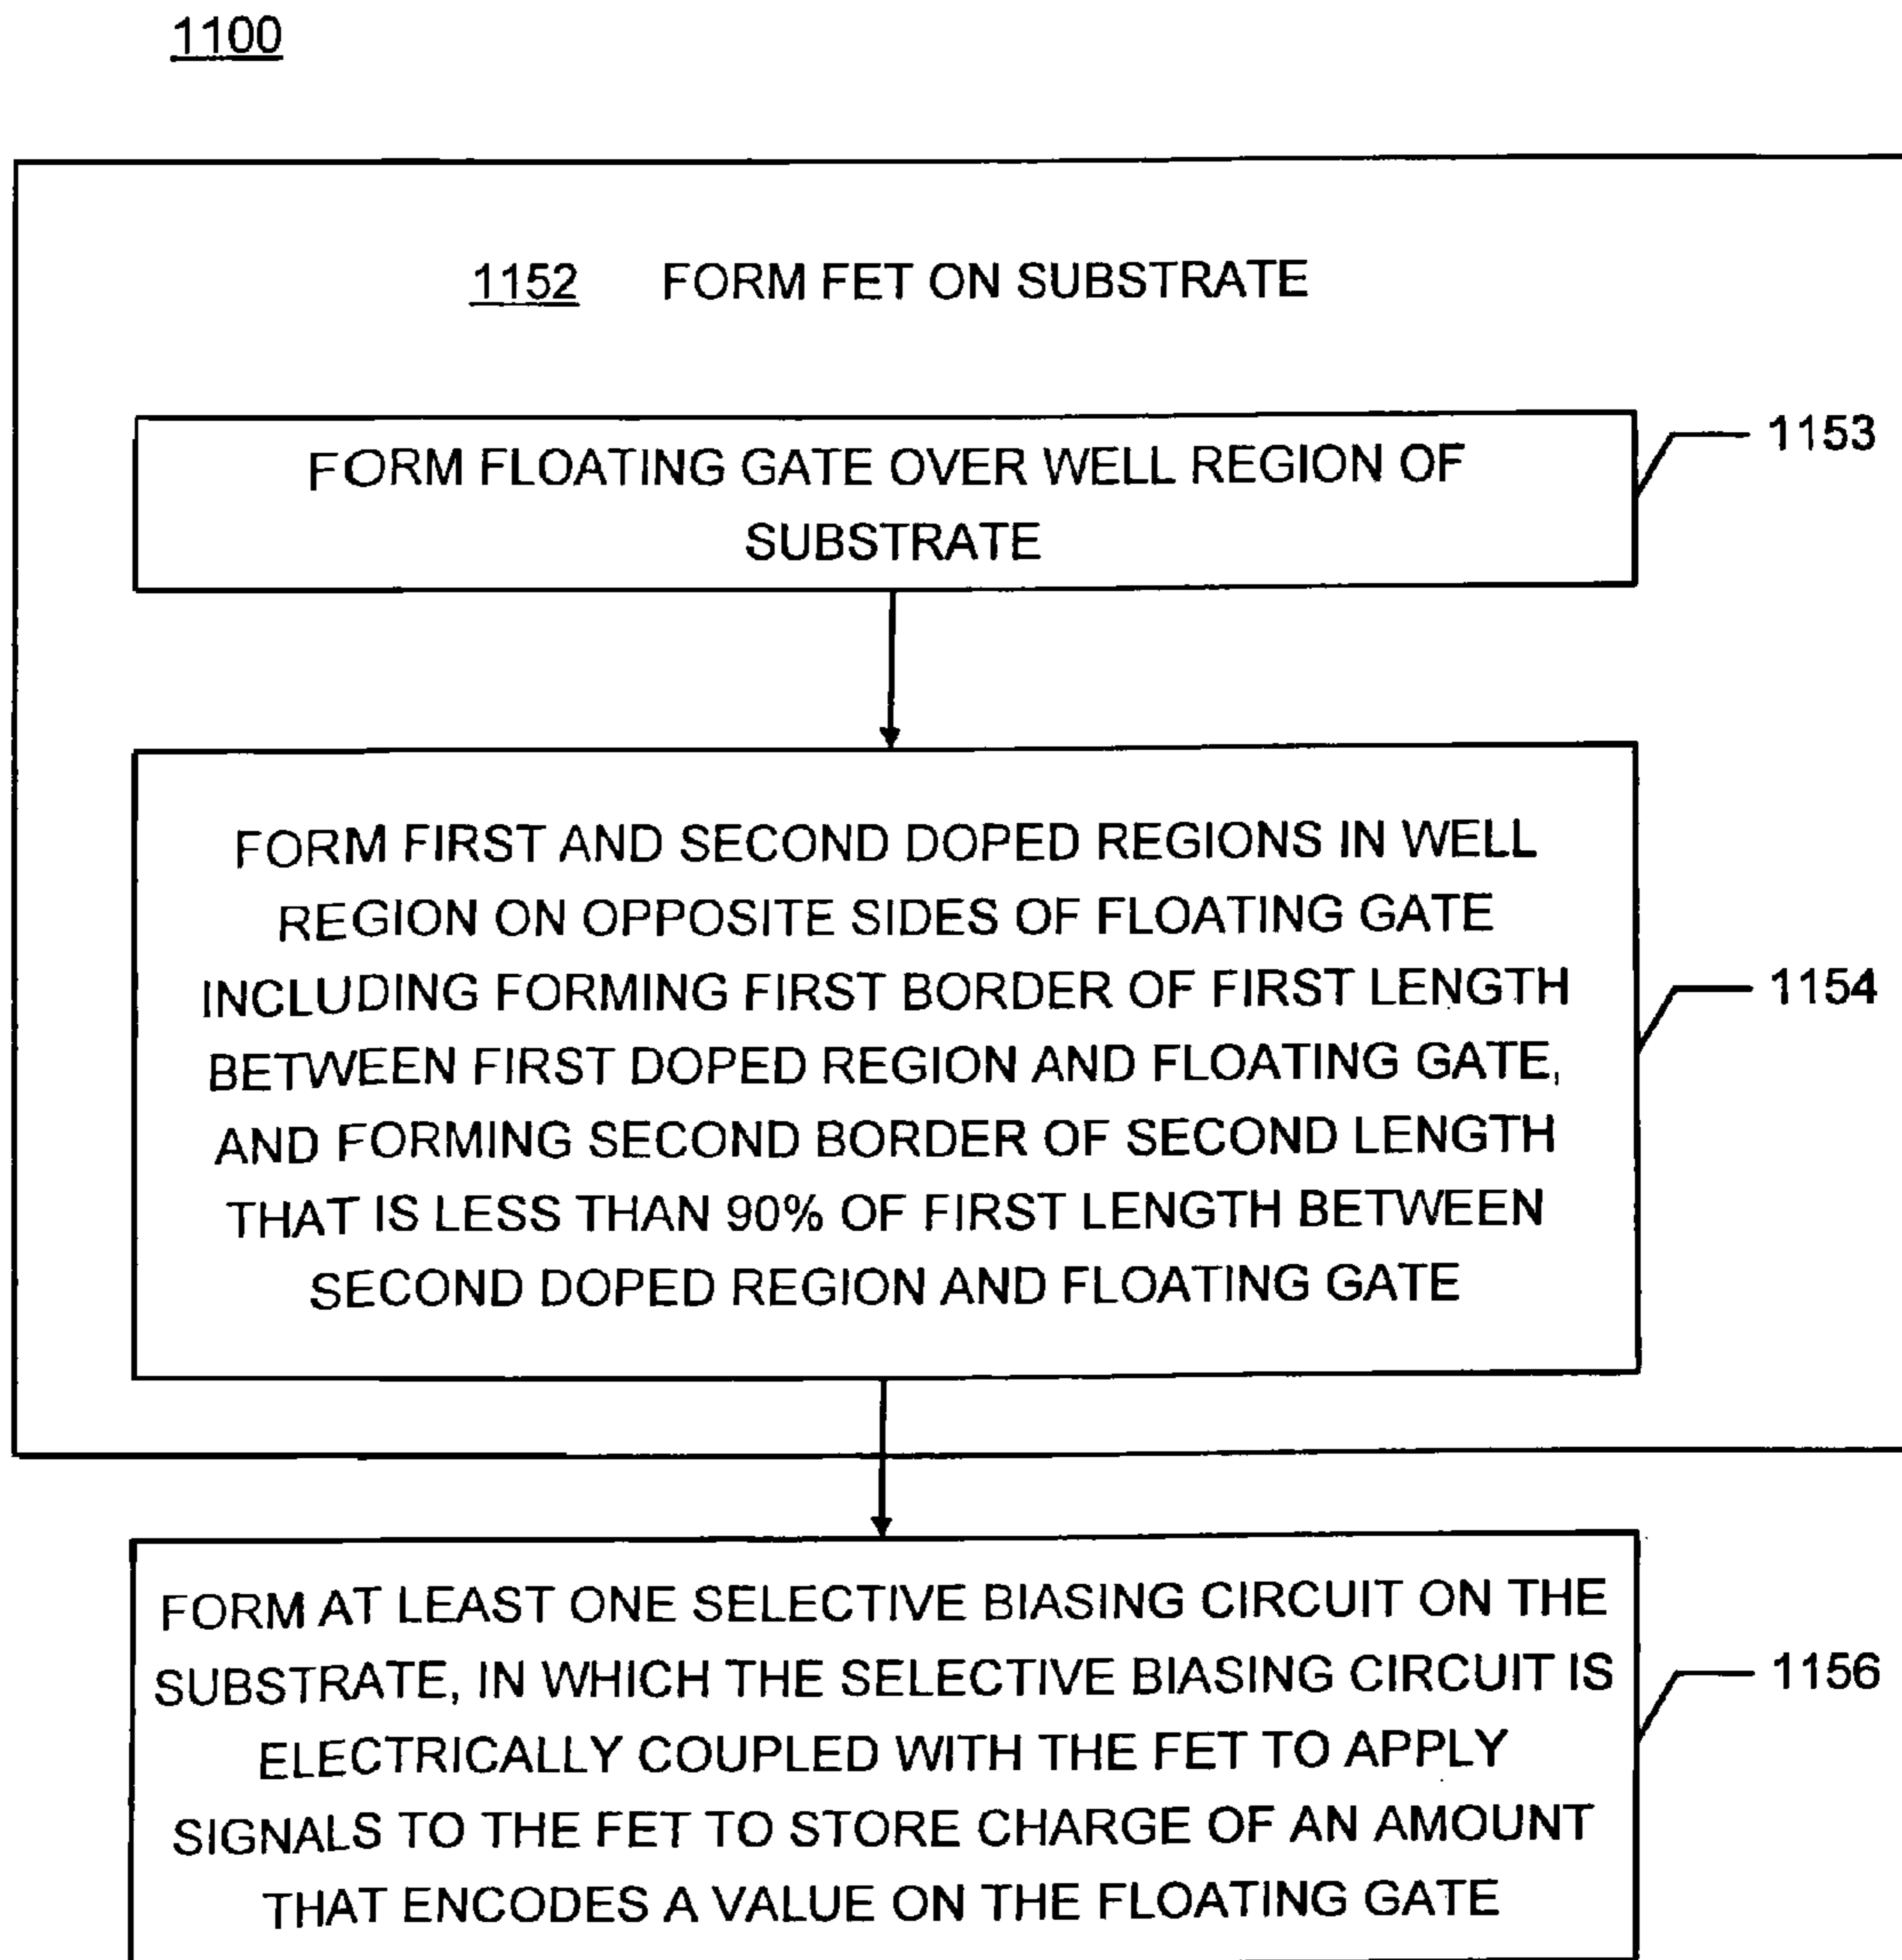 1100
1152 FORM FET ON SUBSTRATE
FORM FLOATING GATE OVER WELL REGION OF
SUBSTRATE
1153
FORM FIRST AND SECOND DOPED REGIONS IN WELL
REGION ON OPPOSITE SIDES OF FLOATING GATE
INCLUDING FORMING FIRST BORDER OF FIRST LENGTH
BETWEEN FIRST DOPED REGION AND FLOATING GATE,
AND FORMING SECOND BORDER OF SECOND LENGTH
THAT IS LESS THAN 90% OF FIRST LENGTH BETWEEN
SECOND DOPED REGION AND FLOATING GATE
1154
FORM AT LEAST ONE SELECTIVE BIASING CIRCUIT ON THE
SUBSTRATE, IN WHICH THE SELECTIVE BIASING CIRCUIT IS
ELECTRICALLY COUPLED WITH THE FET TO APPLY
SIGNALS TO THE FET TO STORE CHARGE OF AN AMOUNT
THAT ENCODES A VALUE ON THE FLOATING GATE
1156